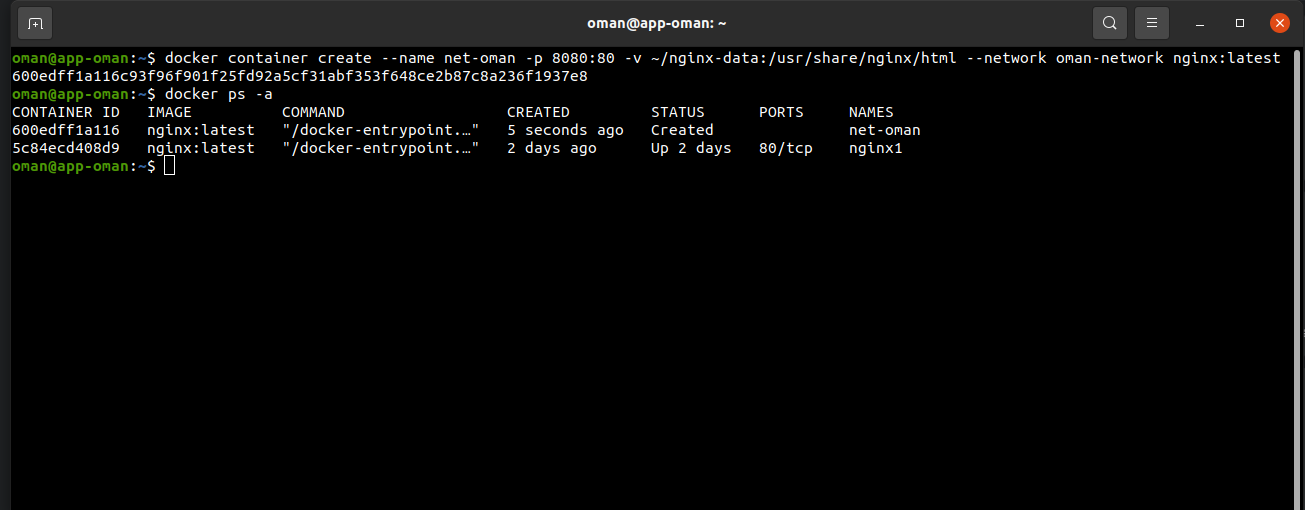 oman@app-oman: ~
oman@app-oman:~$ docker container create --name net-oman -p 8080:80 -v ~/nginx-data:/usr/share/nginx/html --network oman-network nginx:latest
600edff1a116c93f96f901f25fd92a5cf31abf353f648ce2b87c8a236f1937e8
oman@app-oman:~$ docker ps -a
CONTAINER ID   IMAGE          COMMAND                  CREATED         STATUS      PORTS     NAMES
600edff1a116   nginx:latest   "/docker-entrypoint.…"   5 seconds ago   Created               net-oman
5c84ecd408d9   nginx:latest   "/docker-entrypoint.…"   2 days ago      Up 2 days   80/tcp    nginx1
oman@app-oman:~$